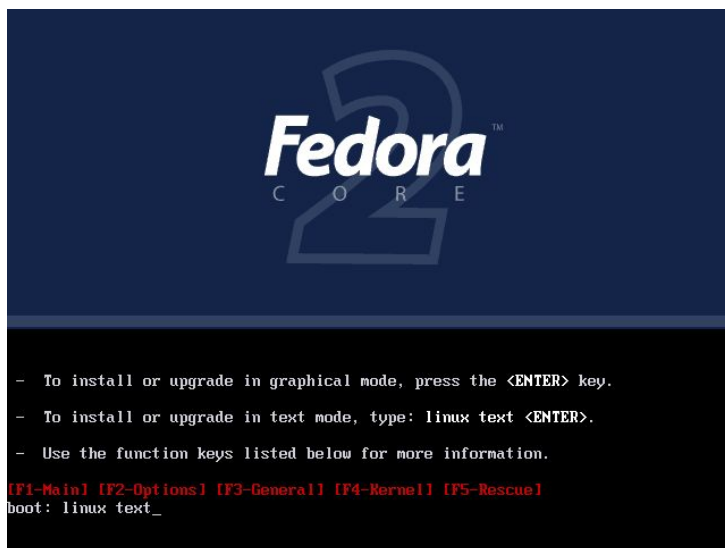 2
Fedora™
CORE
- To install or upgrade in graphical mode, press the <ENTER> key.
- To install or upgrade in text mode, type: linux text <ENTER>.
- Use the function keys listed below for more information.
[F1-Main] [F2-Options] [F3-General] [F4-Kernel] [F5-Rescue]
boot: linux text_